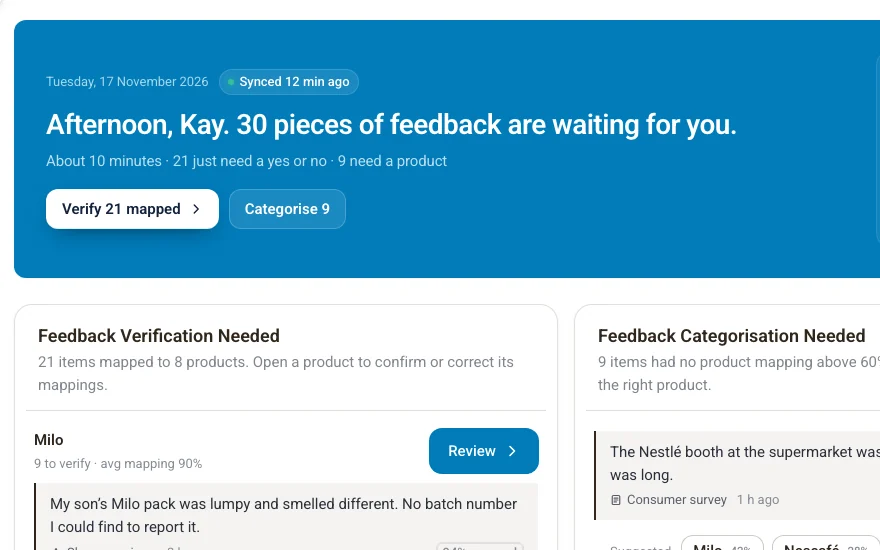 Tuesday, 17 November 2026 Synced 12 min ago
Afternoon, Kay. 30 pieces of feedback are waiting for you.
About 10 minutes · 21 just need a yes or no · 9 need a product
Verify 21 mapped
Categorise 9
Feedback Verification Needed
21 items mapped to 8 products. Open a product to confirm or correct its
mappings.
Milo
9 to verify · avg mapping 90%
Review
My son’s Milo pack was lumpy and smelled different. No batch number
I could find to report it.
Feedback Categorisation Needed
9 items had no product mapping above 60%
the right product.
The Nestlé booth at the supermarket was
was long.
Consumer survey 1 h ago
Suggested Milo Nescafé